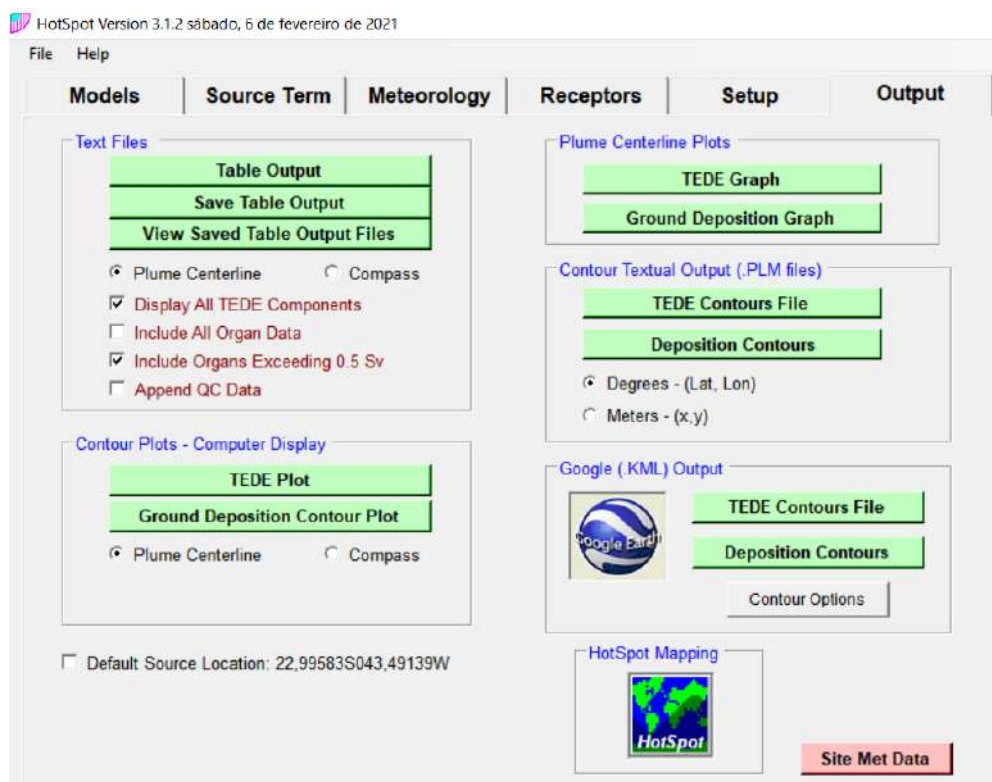 HotSpot Version 3.1.2 sábado, 6 de fevereiro de 2021
File Help
Models Source Term Meteorology Receptors Setup Output
Text Files
Table Output
Save Table Output
View Saved Table Output Files
Plume Centerline Compass
Display All TEDE Components
Include All Organ Data
Include Organs Exceeding 0.5 Sv
Append QC Data
Contour Plots - Computer Display
TEDE Plot
Ground Deposition Contour Plot
Plume Centerline Compass
Default Source Location: 22,99583S043,49139W
Plume Centerline Plots
TEDE Graph
Ground Deposition Graph
Contour Textual Output (.PLM files)
TEDE Contours File
Deposition Contours
Degrees - (Lat, Lon)
Meters - (x,y)
Google (.KML) Output
Google Earth
TEDE Contours File
Deposition Contours
Contour Options
HotSpot Mapping
HotSpot
Site Met Data